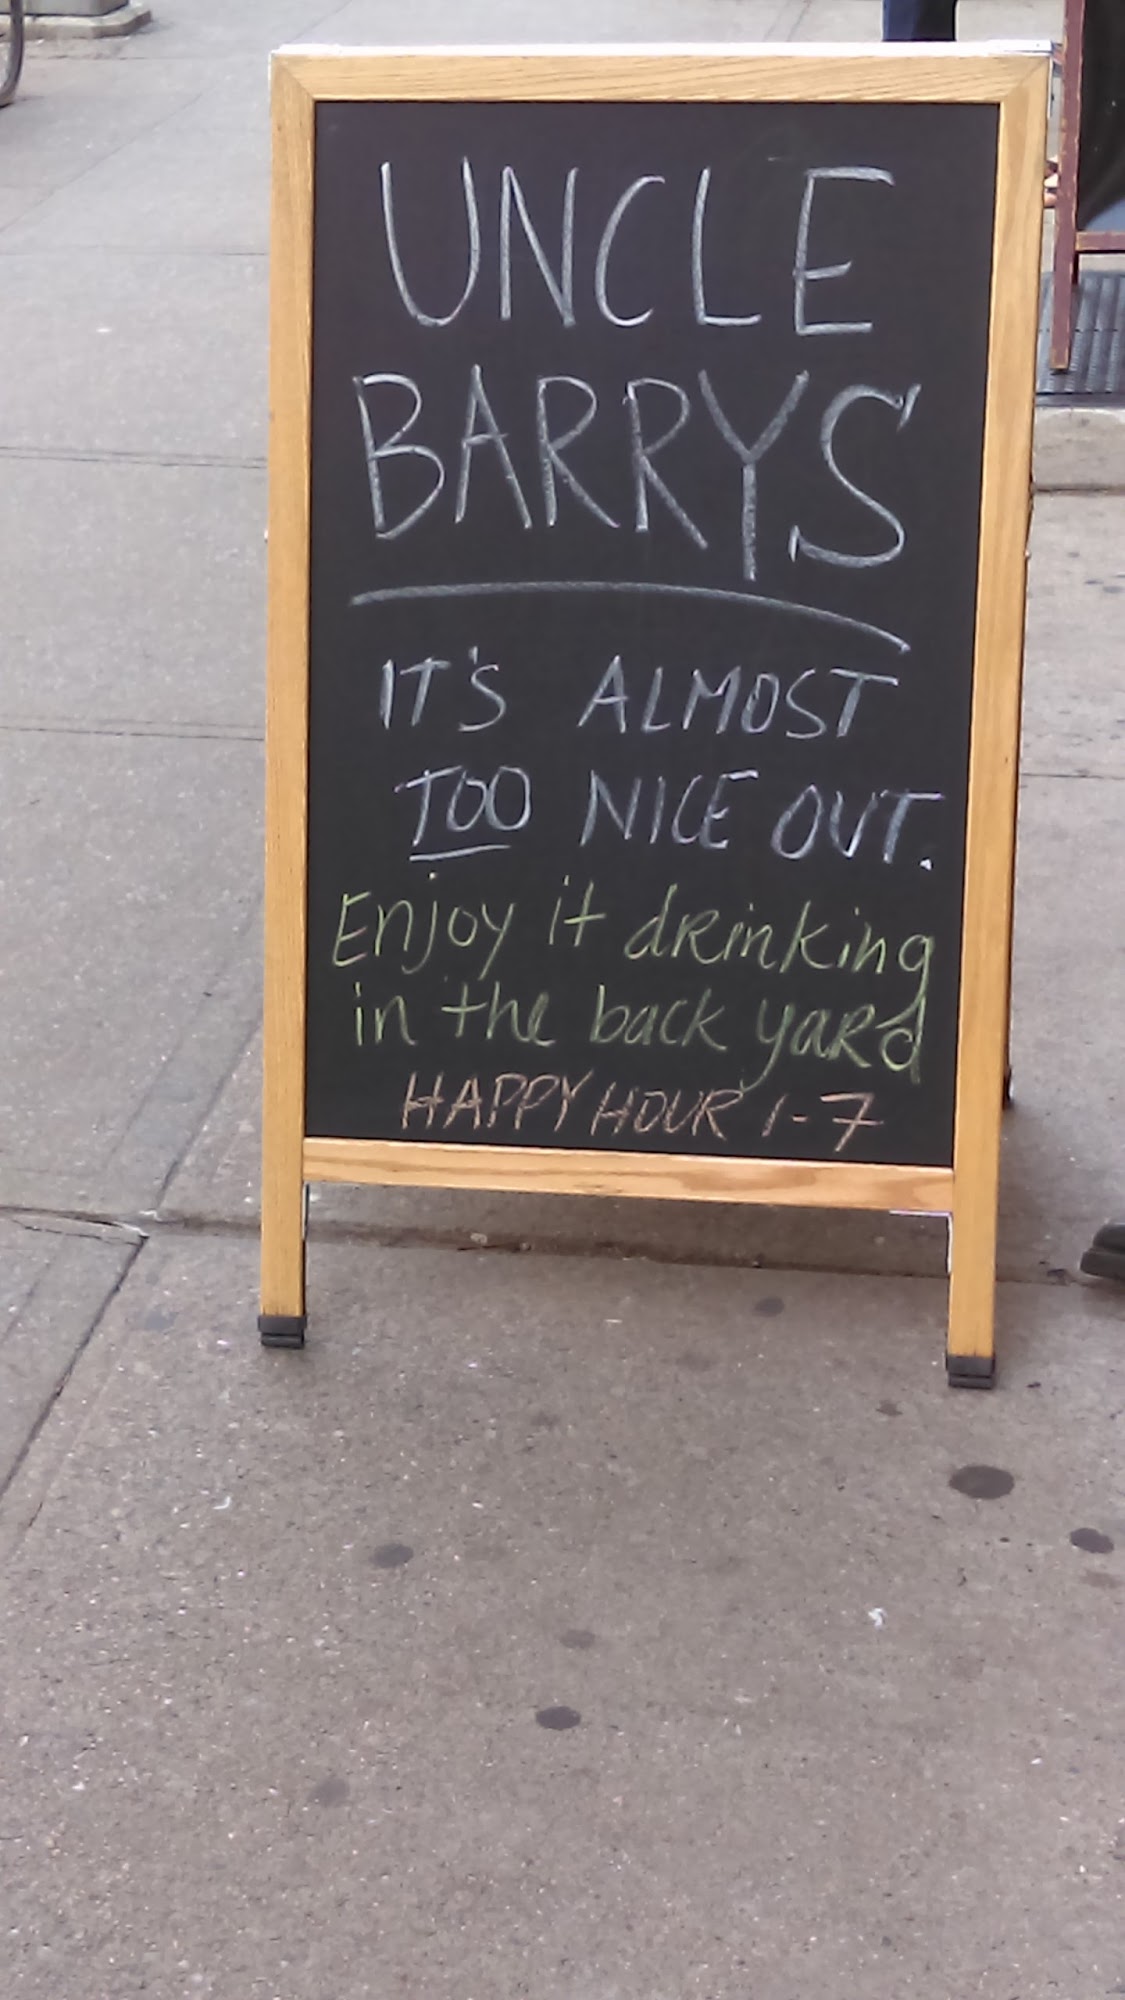 UNCLE
BARRYS
IT'S ALMOST
TOO NICE OUT.
Enjoy it drinking
in the back yard
HAPPY HOUR 1-7